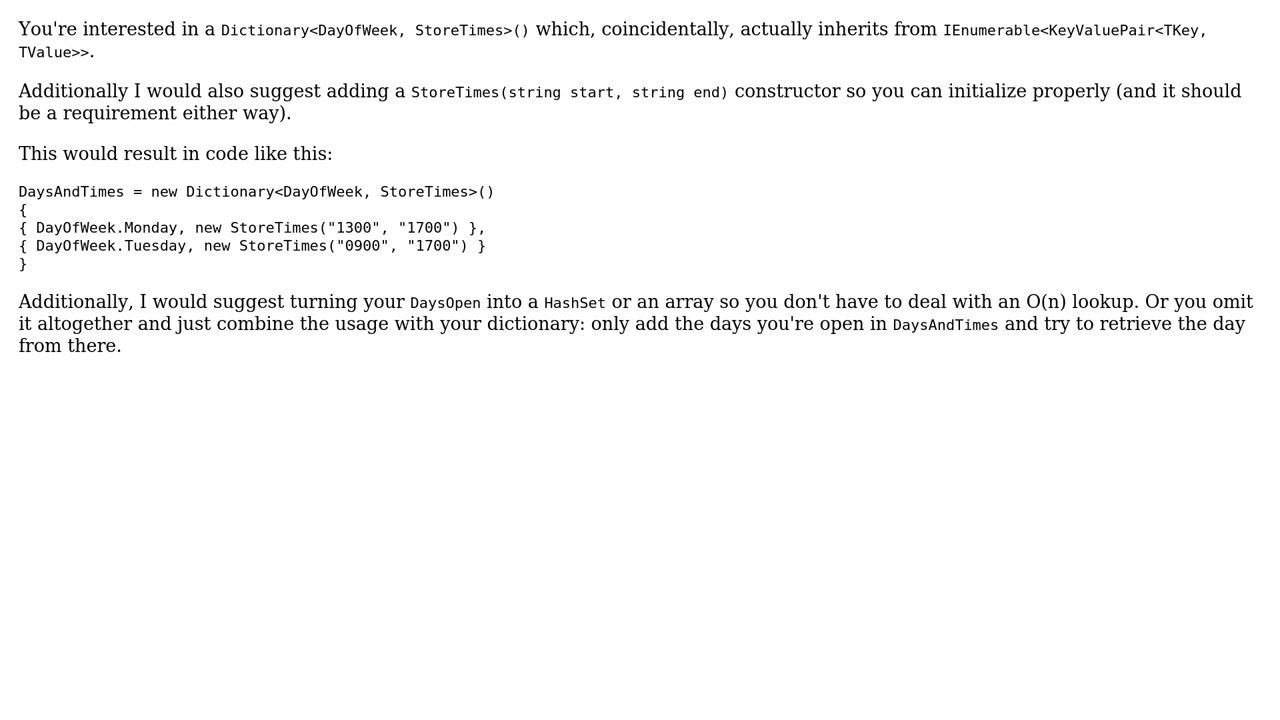 You're interested in a Dictionary<DayOfWeek, StoreTimes>() which, coincidentally, actually inherits from IEnumerable<KeyValuePair<TKey,
TValue>>.
Additionally I would also suggest adding a StoreTimes(string start, string end) constructor so you can initialize properly (and it should
be a requirement either way).
This would result in code like this:
DaysAndTimes = new Dictionary<DayOfWeek, StoreTimes>()
{
{ DayOfWeek.Monday, new StoreTimes("1300", "1700") },
{ DayOfWeek.Tuesday, new StoreTimes("0900", "1700") }
}
Additionally, I would suggest turning your DaysOpen into a HashSet or an array so you don't have to deal with an O(n) lookup. Or you omit
it altogether and just combine the usage with your dictionary: only add the days you're open in DaysAndTimes and try to retrieve the day
from there.